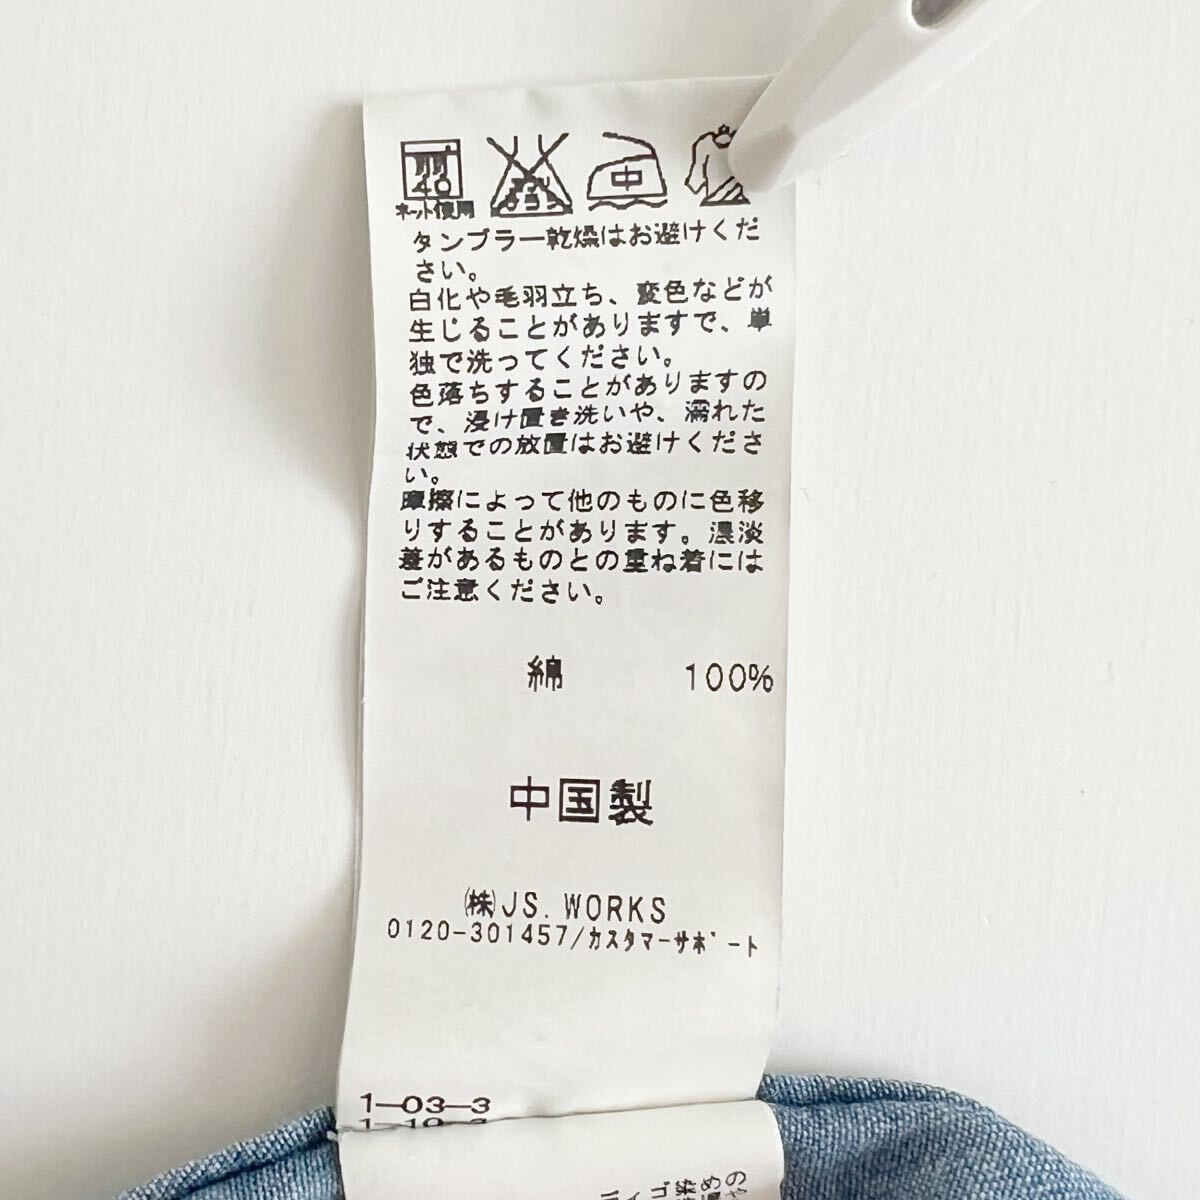 40
ネット使用
中
タンブラー乾燥はお避けくだ
さい。
白化や毛羽立ち、変色などが
生じることがありますで、単
独で洗ってください。
色落ちすることがありますの
で、浸け置き洗いや、濡れた
状態での放置はお避けくださ
い。
摩擦によって他のものに色移
りすることがあります。濃淡
差があるものとの重ね着には
ご注意ください。
綿 100%
中国製
㈱JS. WORKS
0120-301457/カスタマーサポート
1-03-3